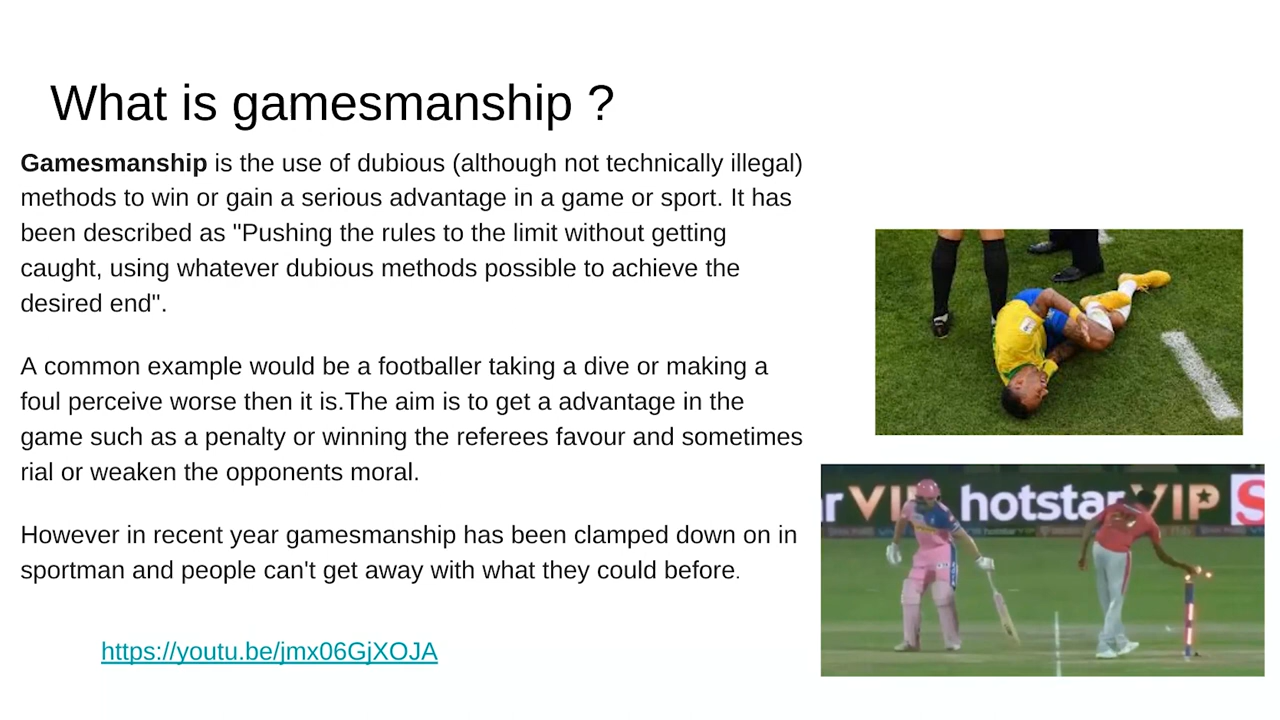 What is gamesmanship ?
Gamesmanship is the use of dubious (although not technically illegal)
methods to win or gain a serious advantage in a game or sport. It has
been described as "Pushing the rules to the limit without getting
caught, using whatever dubious methods possible to achieve the
desired end".
A common example would be a footballer taking a dive or making a
foul perceive worse then it is.The aim is to get a advantage in the
game such as a penalty or winning the referees favour and sometimes
rial or weaken the opponents moral.
However in recent year gamesmanship has been clamped down on in
sportman and people can't get away with what they could before.
https://youtu.be/jmx06GjXOJA
r VIP hotstar VIP S